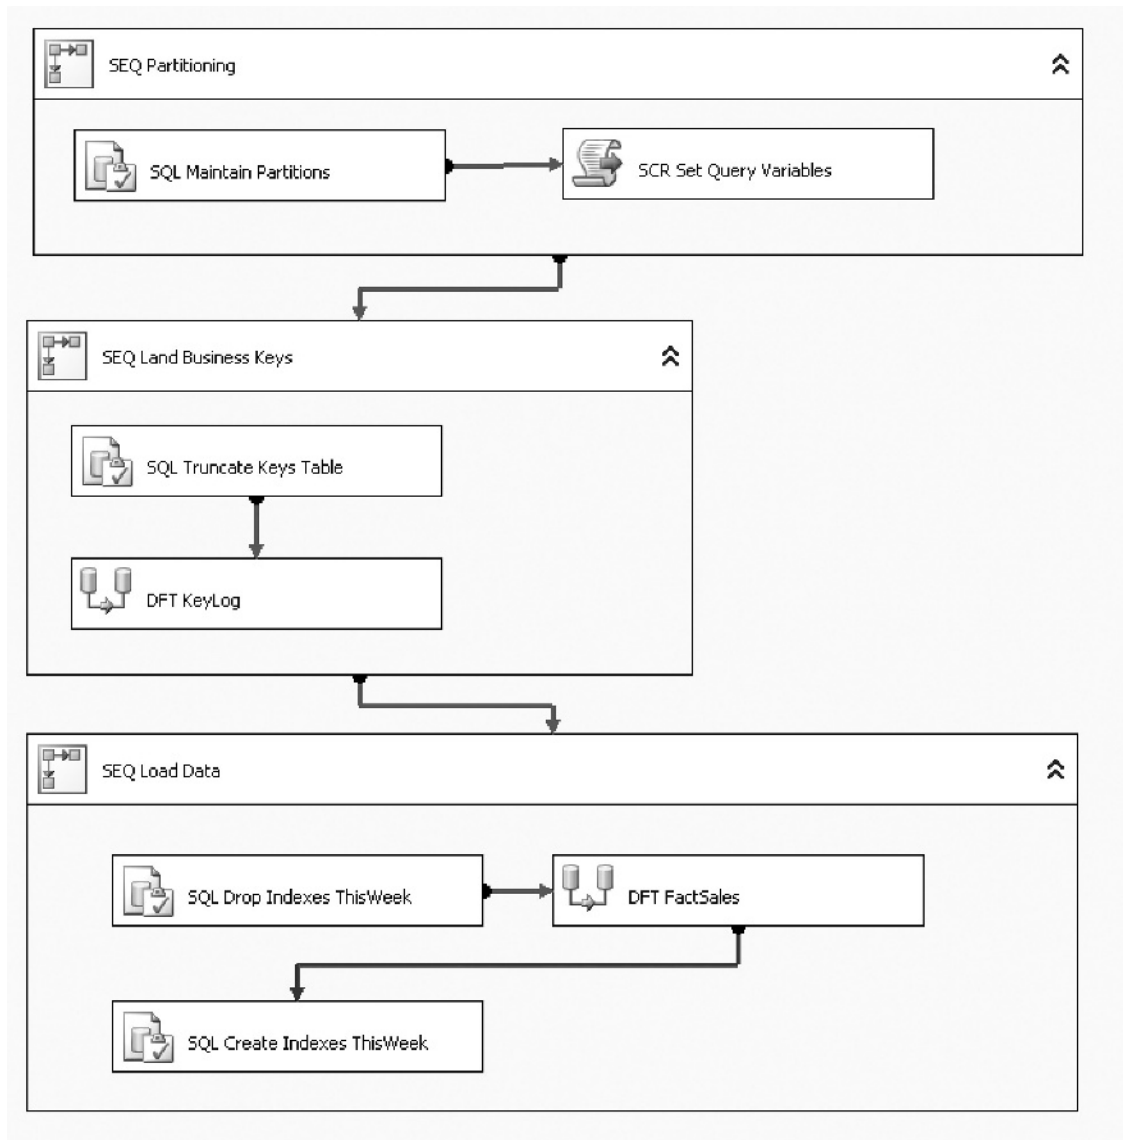 SEQ Partitioning
SQL Maintain Partitions
SCR Set Query Variables
SEQ Land Business Keys
SQL Truncate Keys Table
DFT KeyLog
SEQ Load Data
SQL Drop Indexes ThisWeek
DFT FactSales
SQL Create Indexes ThisWeek